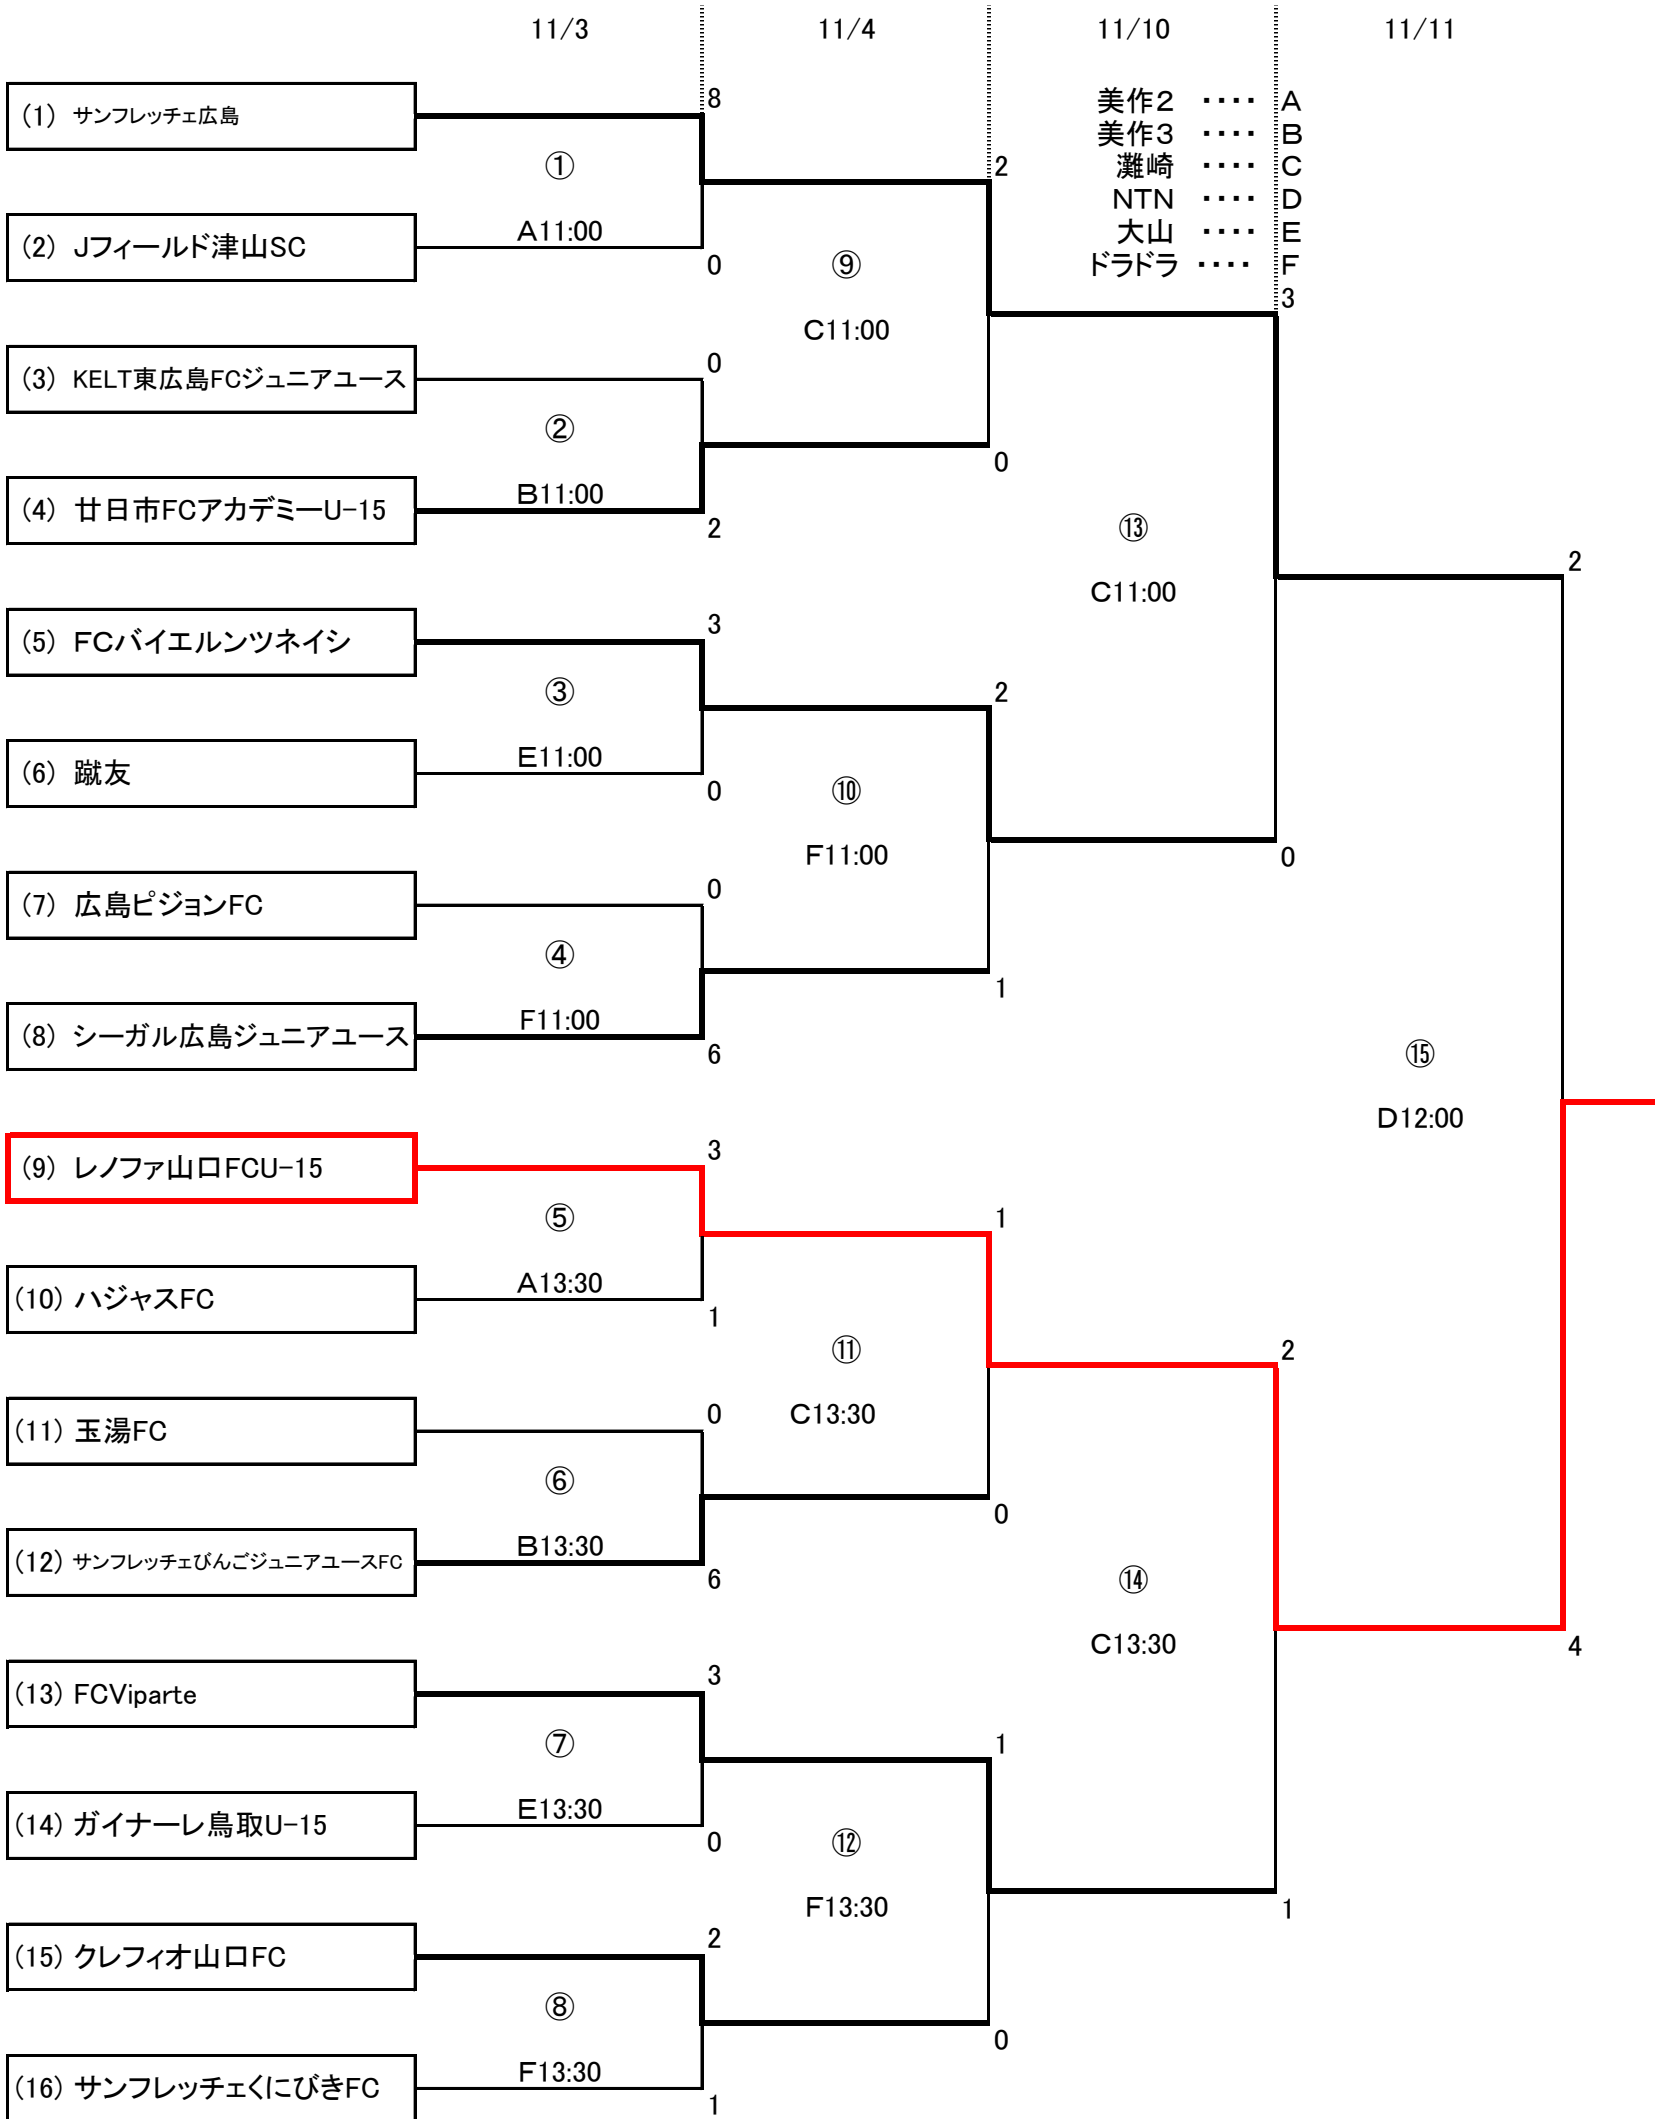 11/3 11/4 11/10 11/11
美作2 ···· A
美作3 ···· B
灘崎 ···· C
NTN ···· D
大山 ···· E
ドラドラ ···· F
(1) サンフレッチェ広島
8
①
A11:00
2
(2) Jフィールド津山SC
0
⑨
C11:00
3
(3) KELT東広島FCジュニアユース
0
②
B11:00
0
(4) 廿日市FCアカデミーU-15
2
⑬
C11:00
2
(5) FCバイエルンツネイシ
3
③
E11:00
2
(6) 蹴友
0
⑩
F11:00
0
(7) 広島ピジョンFC
0
④
F11:00
1
(8) シーガル広島ジュニアユース
6
⑮
D12:00
(9) レノファ山口FCU-15
3
⑤
A13:30
1
(10) ハジャスFC
1
⑪
C13:30
2
(11) 玉湯FC
0
⑥
B13:30
0
(12) サンフレッチェびんごジュニアユースFC
6
⑭
C13:30
4
(13) FCViparte
3
⑦
E13:30
1
(14) ガイナーレ鳥取U-15
0
⑫
F13:30
1
(15) クレフィオ山口FC
2
⑧
F13:30
0
(16) サンフレッチェくにびきFC
1